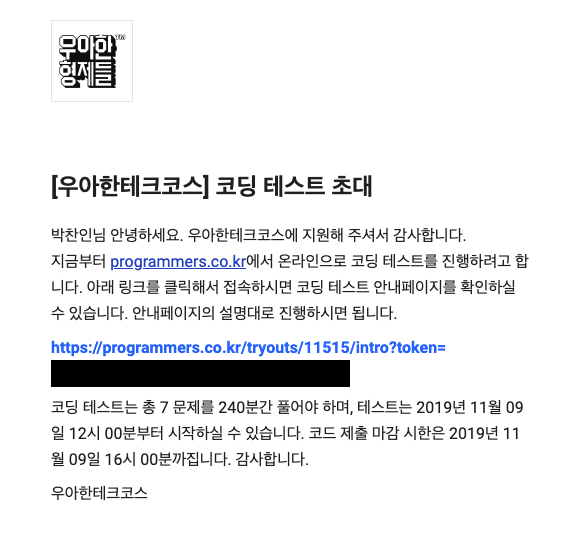 우아한™
형제들
[우아한테크코스] 코딩 테스트 초대
박찬인님 안녕하세요. 우아한테크코스에 지원해 주셔서 감사합니다.
지금부터 programmers.co.kr에서 온라인으로 코딩 테스트를 진행하려고 합
니다. 아래 링크를 클릭해서 접속하시면 코딩 테스트 안내페이지를 확인하실
수 있습니다. 안내페이지의 설명대로 진행하시면 됩니다.
https://programmers.co.kr/tryouts/11515/intro?token=
코딩 테스트는 총 7 문제를 240분간 풀어야 하며, 테스트는 2019년 11월 09
일 12시 00분부터 시작하실 수 있습니다. 코드 제출 마감 시한은 2019년 11
월 09일 16시 00분까집니다. 감사합니다.
우아한테크코스